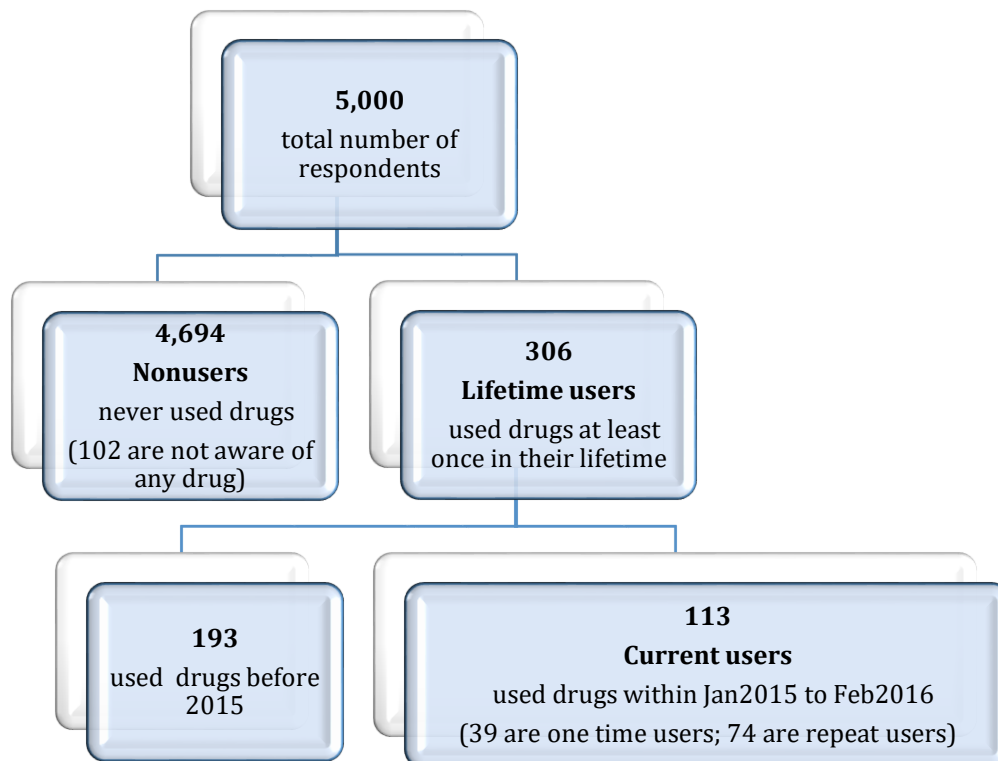 5,000
total number of
respondents
4,694
Nonusers
never used drugs
(102 are not aware of
any drug)
306
Lifetime users
used drugs at least
once in their lifetime
193
used drugs before
2015
113
Current users
used drugs within Jan2015 to Feb2016
(39 are one time users; 74 are repeat users)